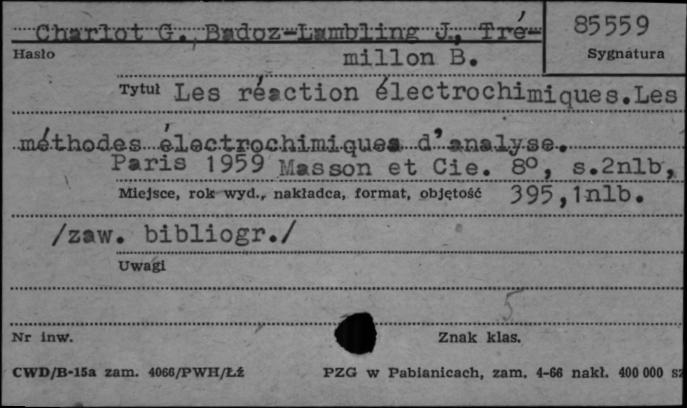 Charlot G. Badoz-Lambling J. Tré-
85559
Hasło
millon B.
Sygnatura
Tytuł Les réaction électrochimiques.Les
méthodes électrochimiques d'analyse.
Paris 1959 Masson et Cie. 8°, s.2nlb,
Miejsce, rok wyd., nakładca, format, objętość 395,1nlb.
/zaw. bibliogr./
Uwagi
5
Nr inw.
Znak klas.
CWD/B-15a zam. 4066/PWH/Łź
PZG w Pabianicach, zam. 4-66 nakł. 400 000 sz